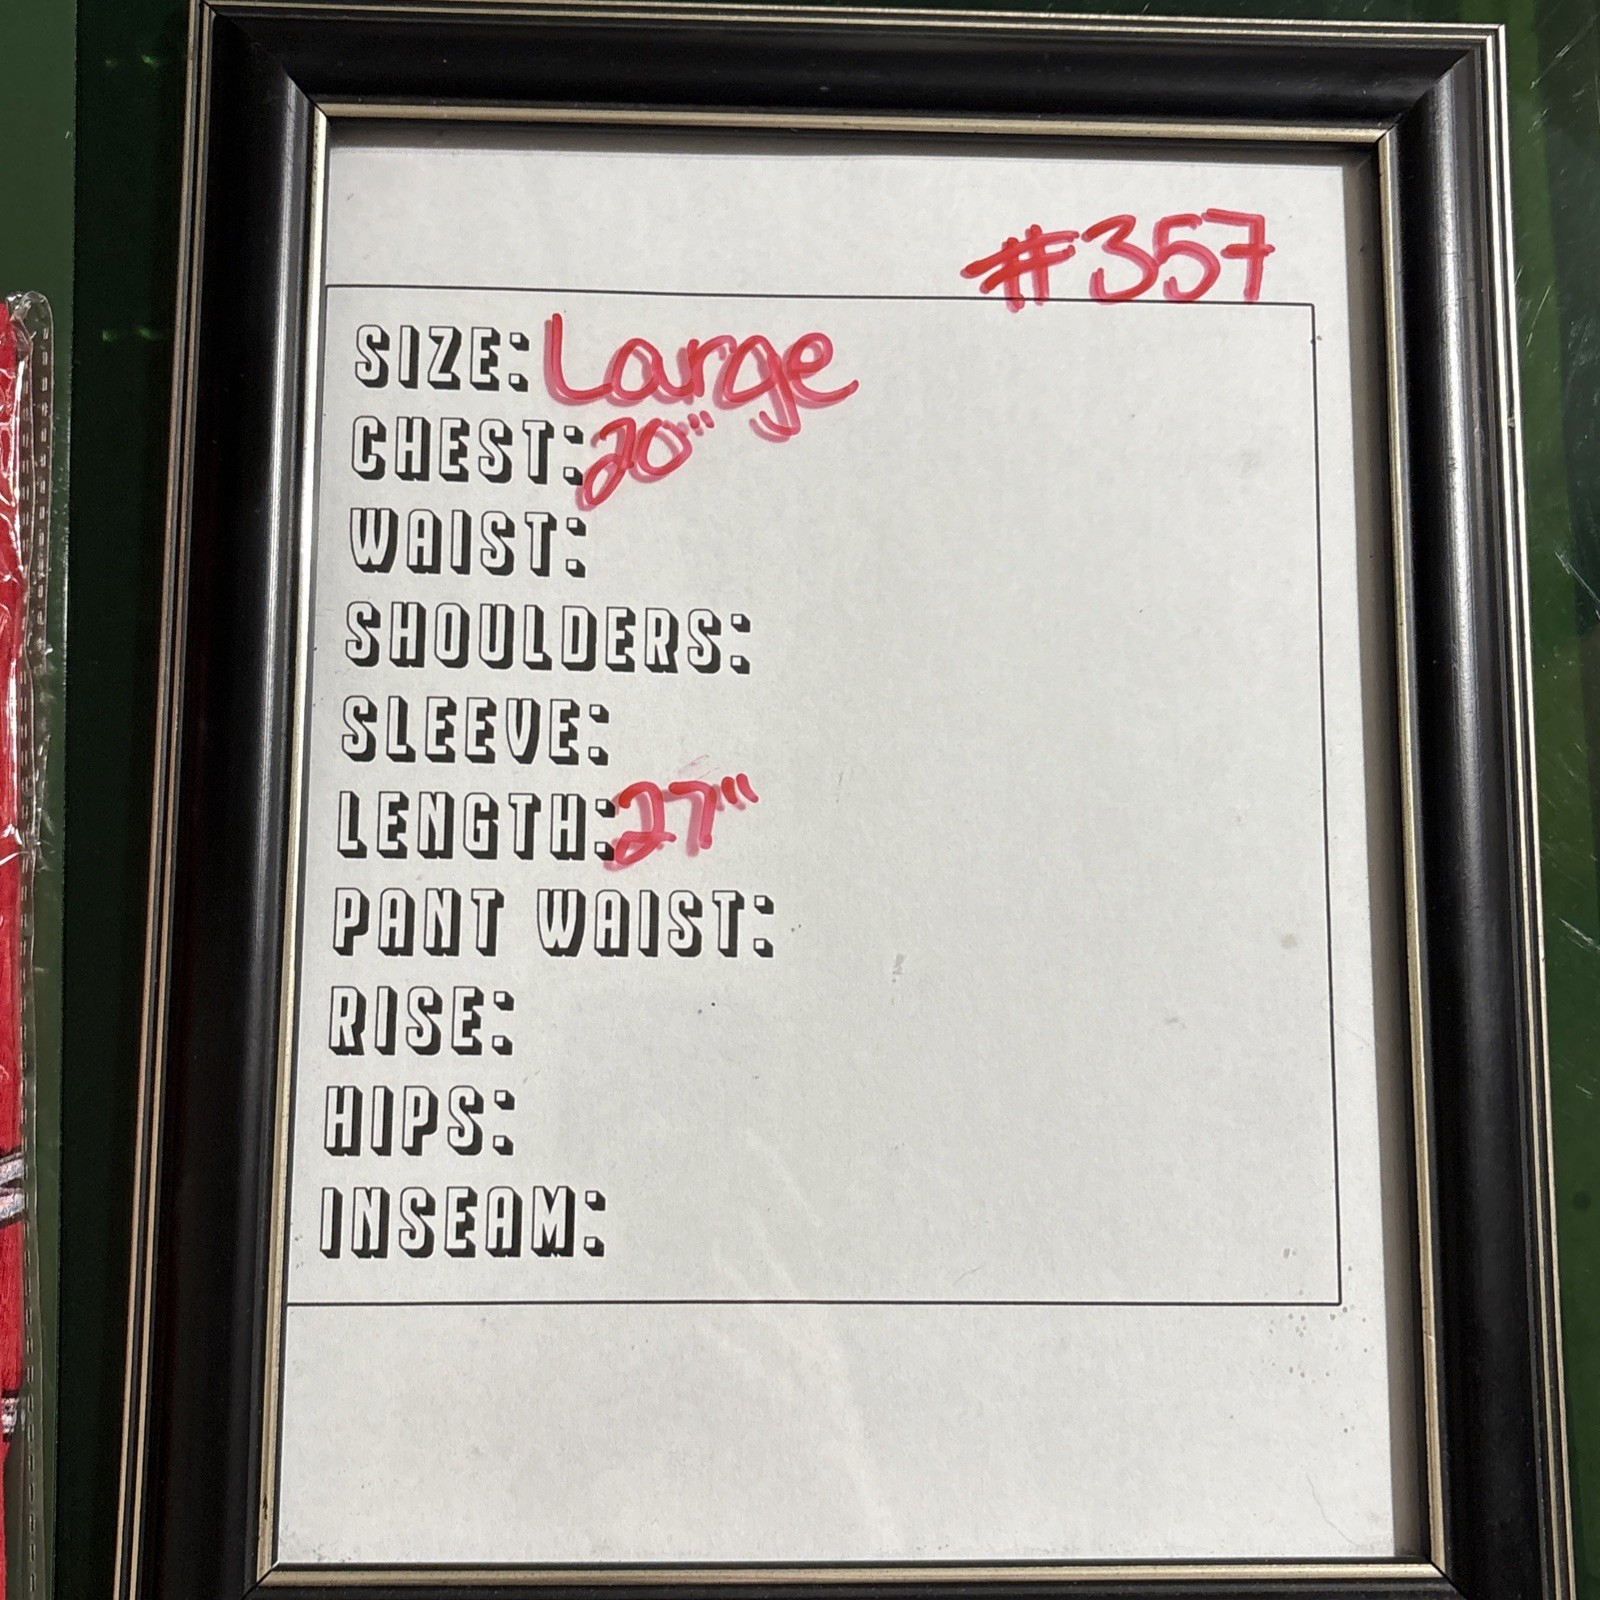 #357
SIZE: Large
CHEST: 20"
WAIST:
SHOULDERS:
SLEEVE:
LENGTH: 27"
PANT WAIST:
RISE:
HIPS:
INSEAM: